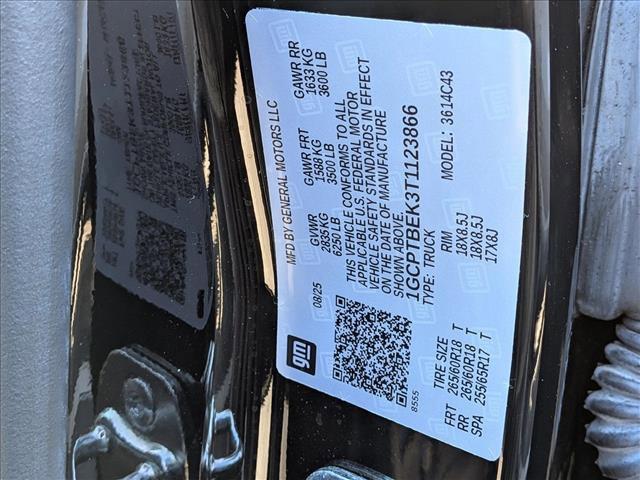 MFD BY GENERAL MOTORS LLC
08/25
GVWR GAWR FRT GAWR RR
2835 KG 1588 KG 1633 KG
6250 LB 3500 LB 3600 LB
THIS VEHICLE CONFORMS TO ALL
APPLICABLE U.S. FEDERAL MOTOR
VEHICLE SAFETY STANDARDS IN EFFECT
ON THE DATE OF MANUFACTURE
SHOWN ABOVE.
1GCPTBEK3T1123866
TYPE: TRUCK MODEL: 3614C43
TIRE SIZE RIM
FRT 265/60R18 T 18X8.5J
RR 265/60R18 T 18X8.5J
SPA 255/65R17 T 17X8J
gm
8555